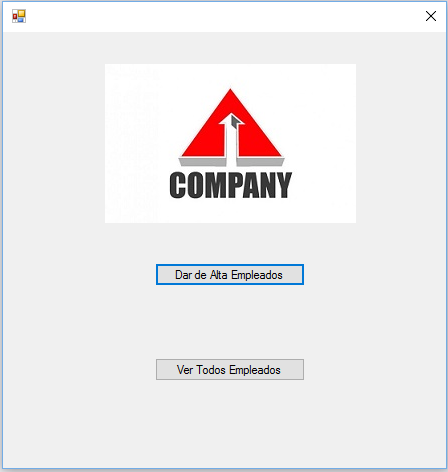 COMPANY
Dar de Alta Empleados
Ver Todos Empleados